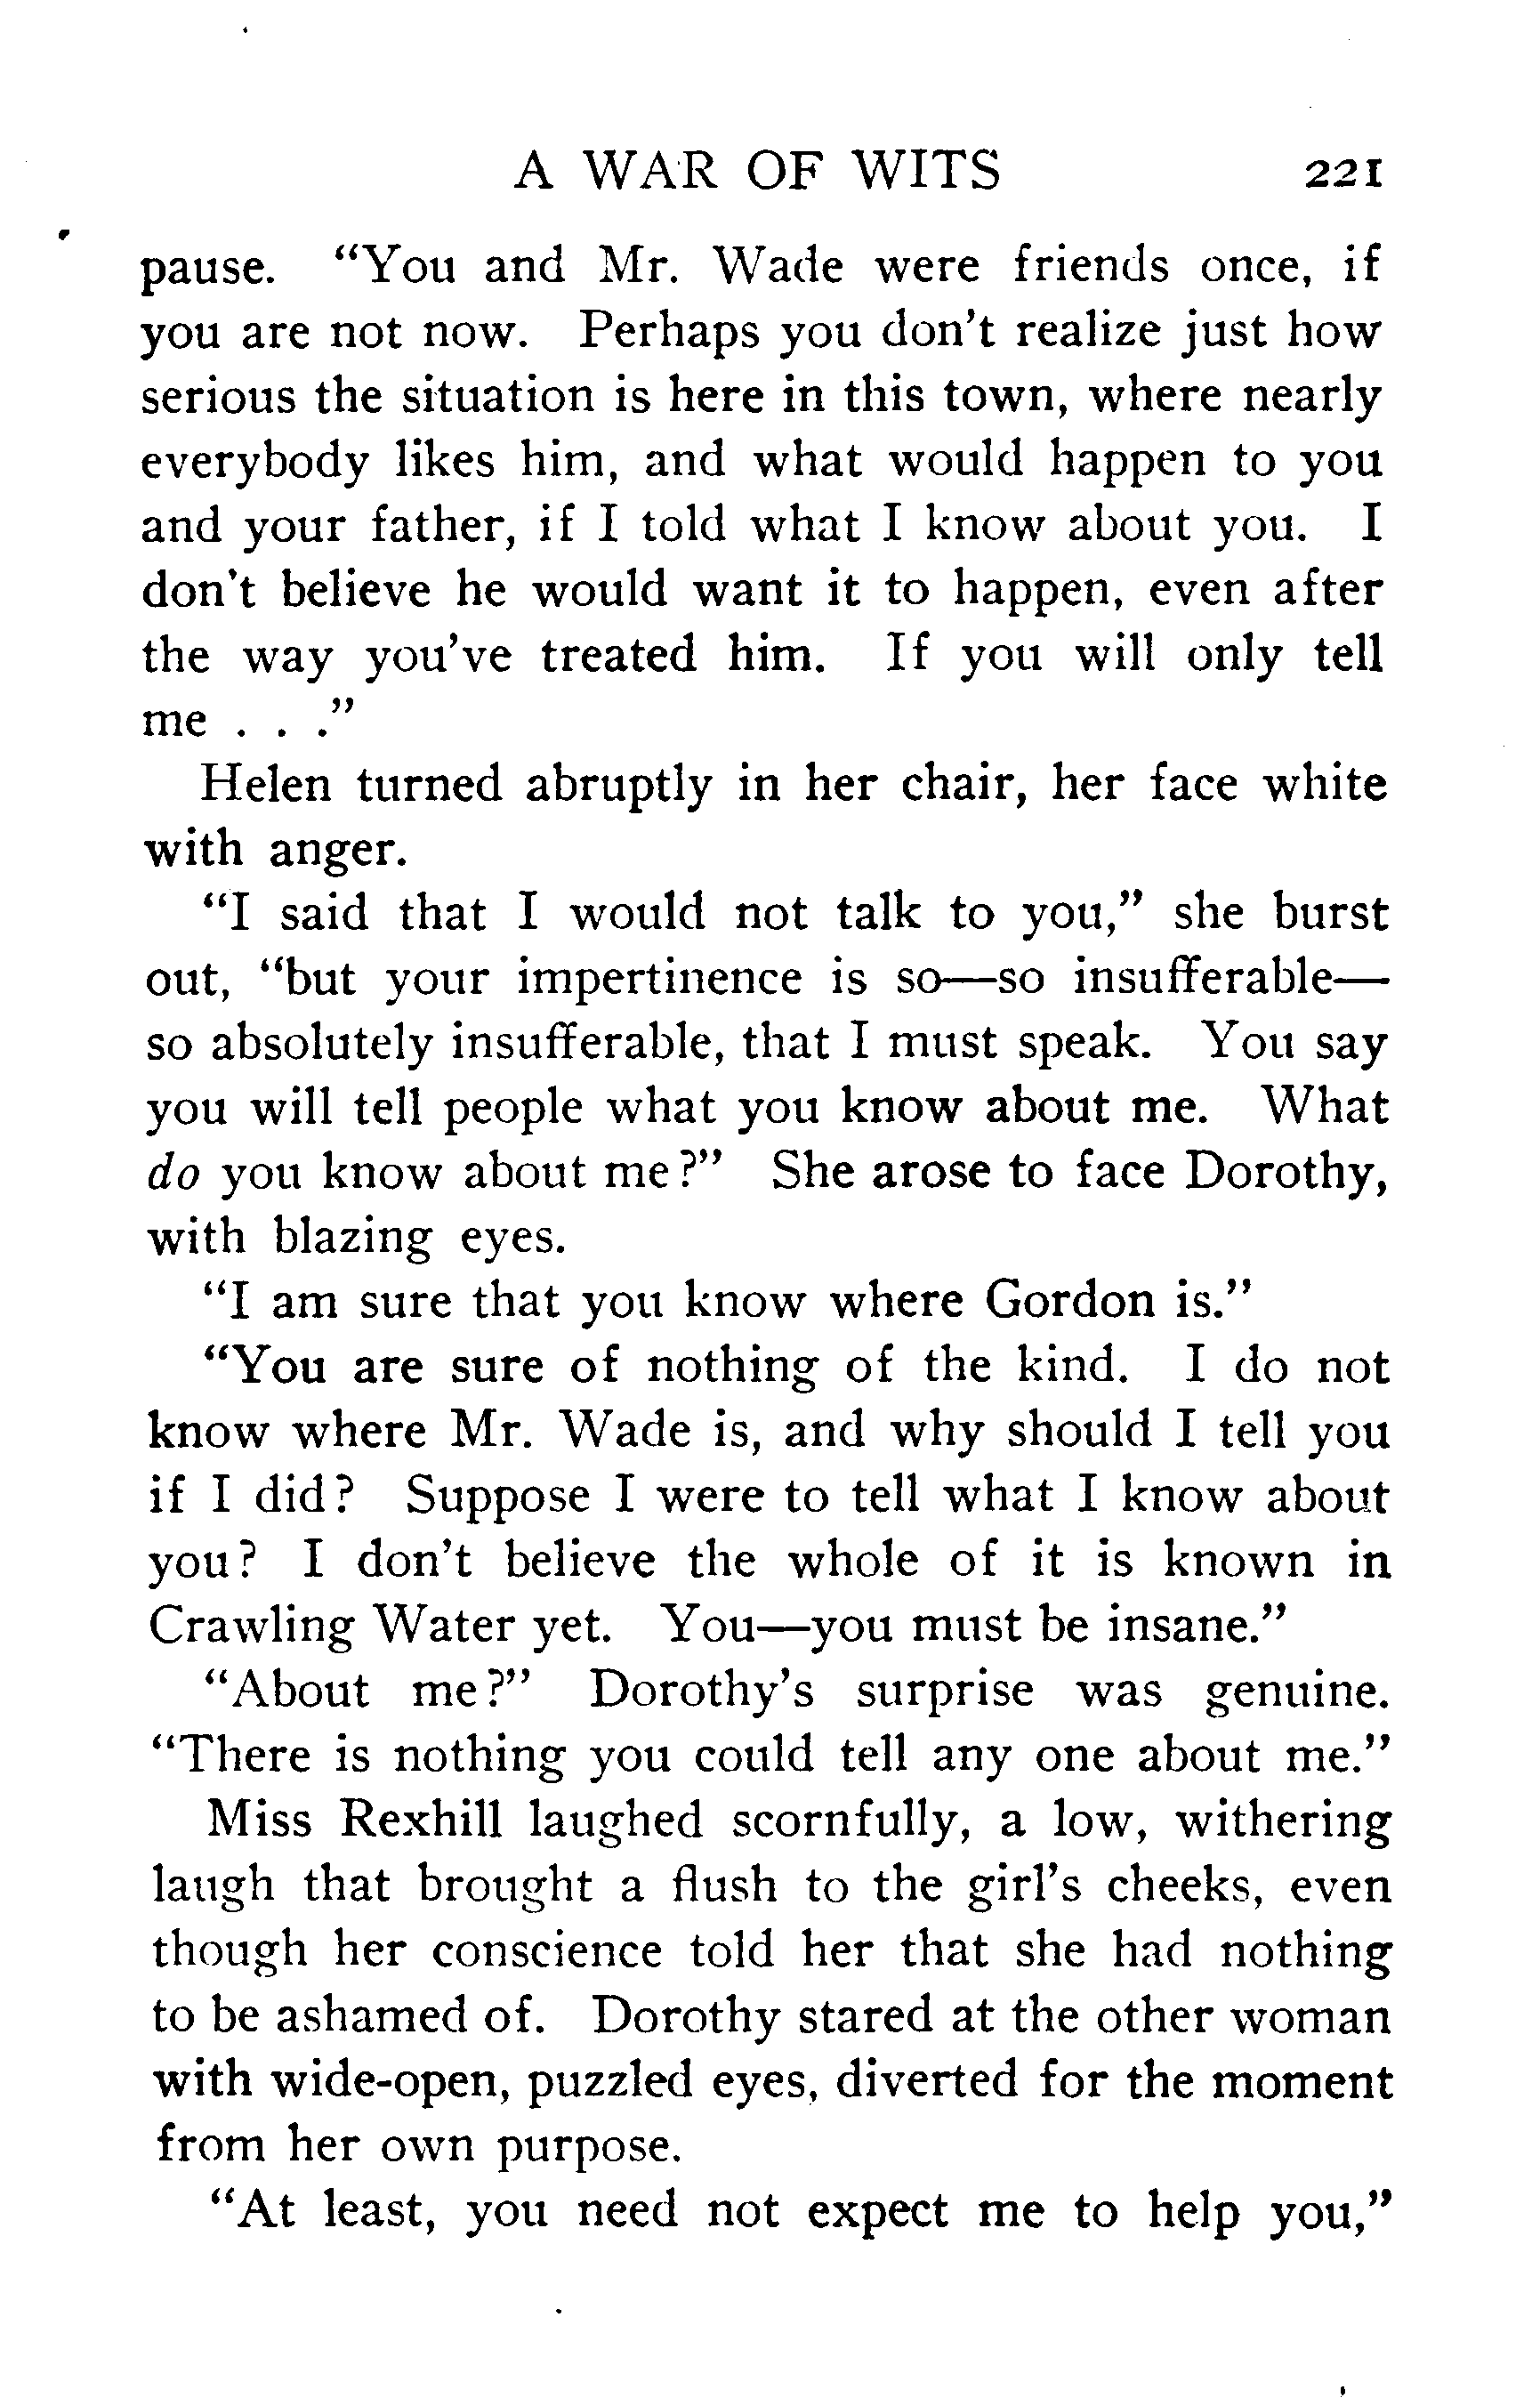 A WAR OF WITS 221
pause. "You and Mr. Wade were friends once, if
you are not now. Perhaps you don't realize just how
serious the situation is here in this town, where nearly
everybody likes him, and what would happen to you
and your father, if I told what I know about you. I
don't believe he would want it to happen, even after
the way you've treated him. If you will only tell
me . . ."
Helen turned abruptly in her chair, her face white
with anger.
"I said that I would not talk to you," she burst
out, "but your impertinence is so—so insufferable—
so absolutely insufferable, that I must speak. You say
you will tell people what you know about me. What
do you know about me?" She arose to face Dorothy,
with blazing eyes.
"I am sure that you know where Gordon is."
"You are sure of nothing of the kind. I do not
know where Mr. Wade is, and why should I tell you
if I did? Suppose I were to tell what I know about
you? I don't believe the whole of it is known in
Crawling Water yet. You—you must be insane."
"About me?" Dorothy's surprise was genuine.
"There is nothing you could tell any one about me."
Miss Rexhill laughed scornfully, a low, withering
laugh that brought a flush to the girl's cheeks, even
though her conscience told her that she had nothing
to be ashamed of. Dorothy stared at the other woman
with wide-open, puzzled eyes, diverted for the moment
from her own purpose.
"At least, you need not expect me to help you,"